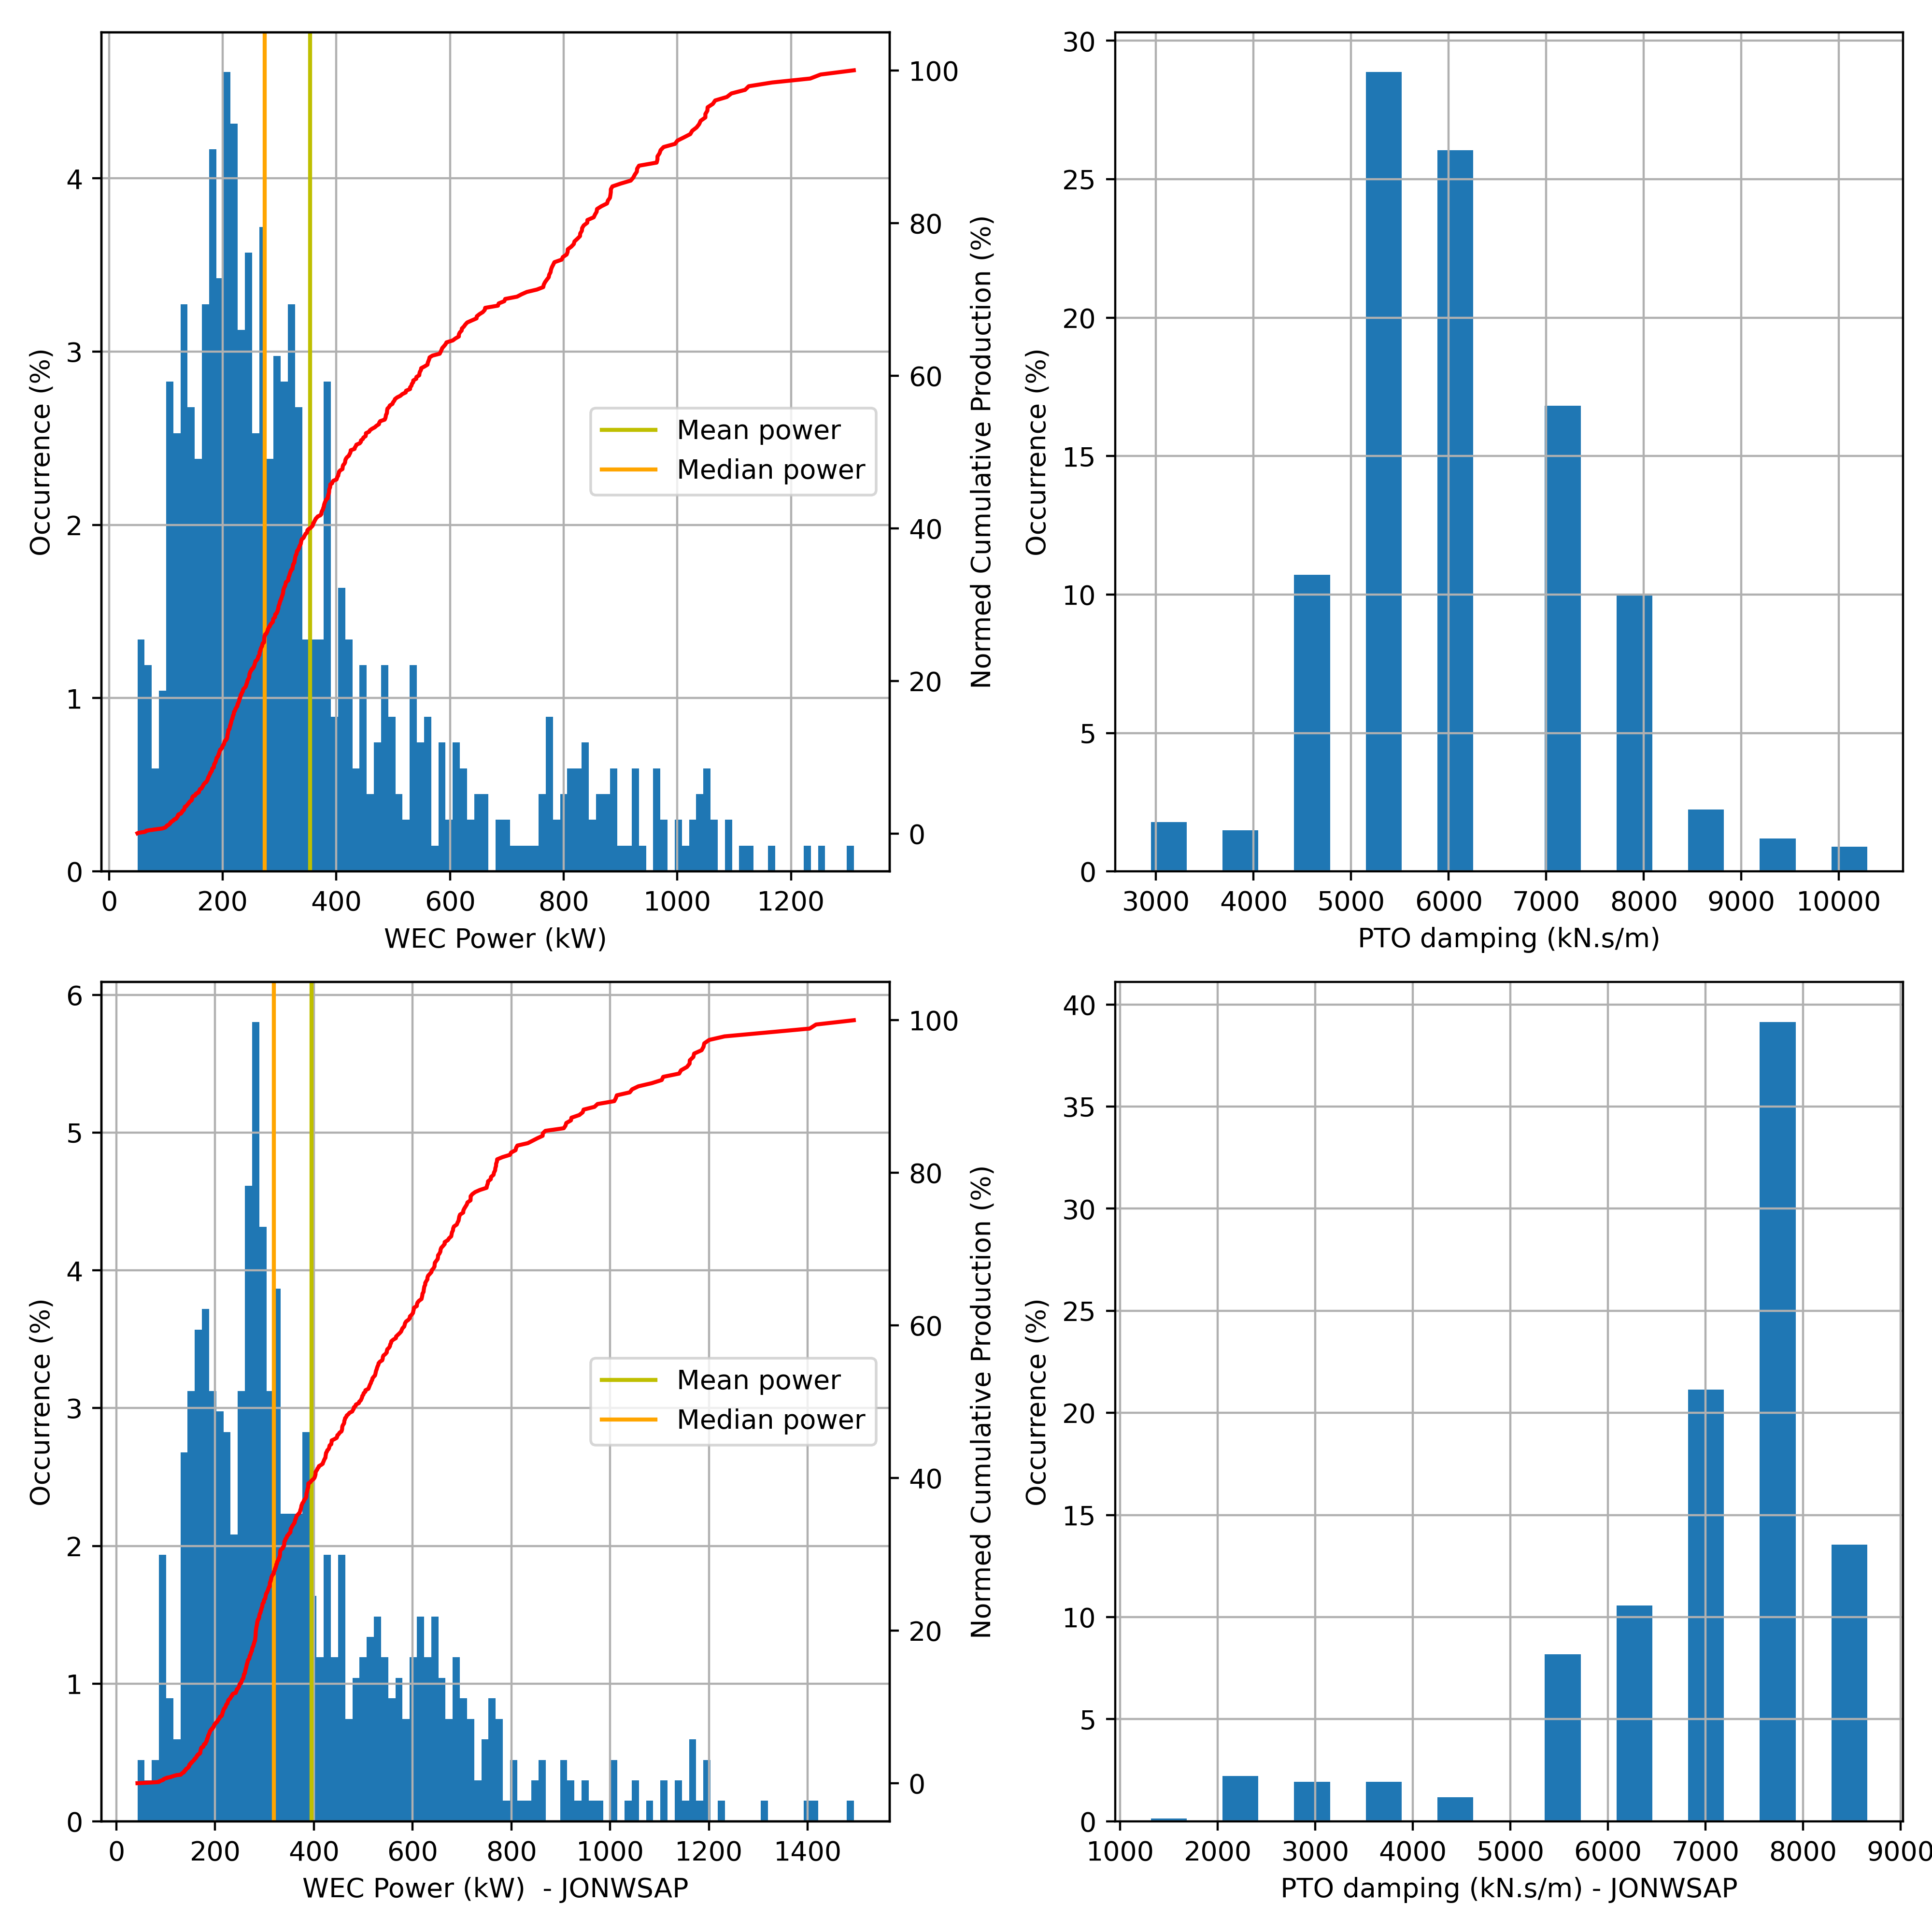 Occurrence (%)
4
3
2
1
0
0 200 400 600 800 1000 1200
WEC Power (kW)
100
80
60
40
20
0
Normed Cumulative Production (%)
Mean power
Median power
Occurrence (%)
30
25
20
15
10
5
0
3000 4000 5000 6000 7000 8000 9000 10000
PTO damping (kN.s/m)
Occurrence (%)
6
5
4
3
2
1
0
0 200 400 600 800 1000 1200 1400
WEC Power (kW)  - JONWSAP
100
80
60
40
20
0
Normed Cumulative Production (%)
Mean power
Median power
Occurrence (%)
40
35
30
25
20
15
10
5
0
1000 2000 3000 4000 5000 6000 7000 8000 9000
PTO damping (kN.s/m) - JONWSAP